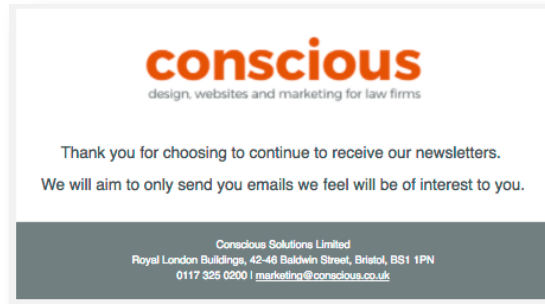 conscious
design, websites and marketing for law firms
Thank you for choosing to continue to receive our newsletters.
We will aim to only send you emails we feel will be of interest to you.
Conscious Solutions Limited
Royal London Buildings, 42-46 Baldwin Street, Bristol, BS1 1PN
0117 325 0200 | marketing@conscious.co.uk